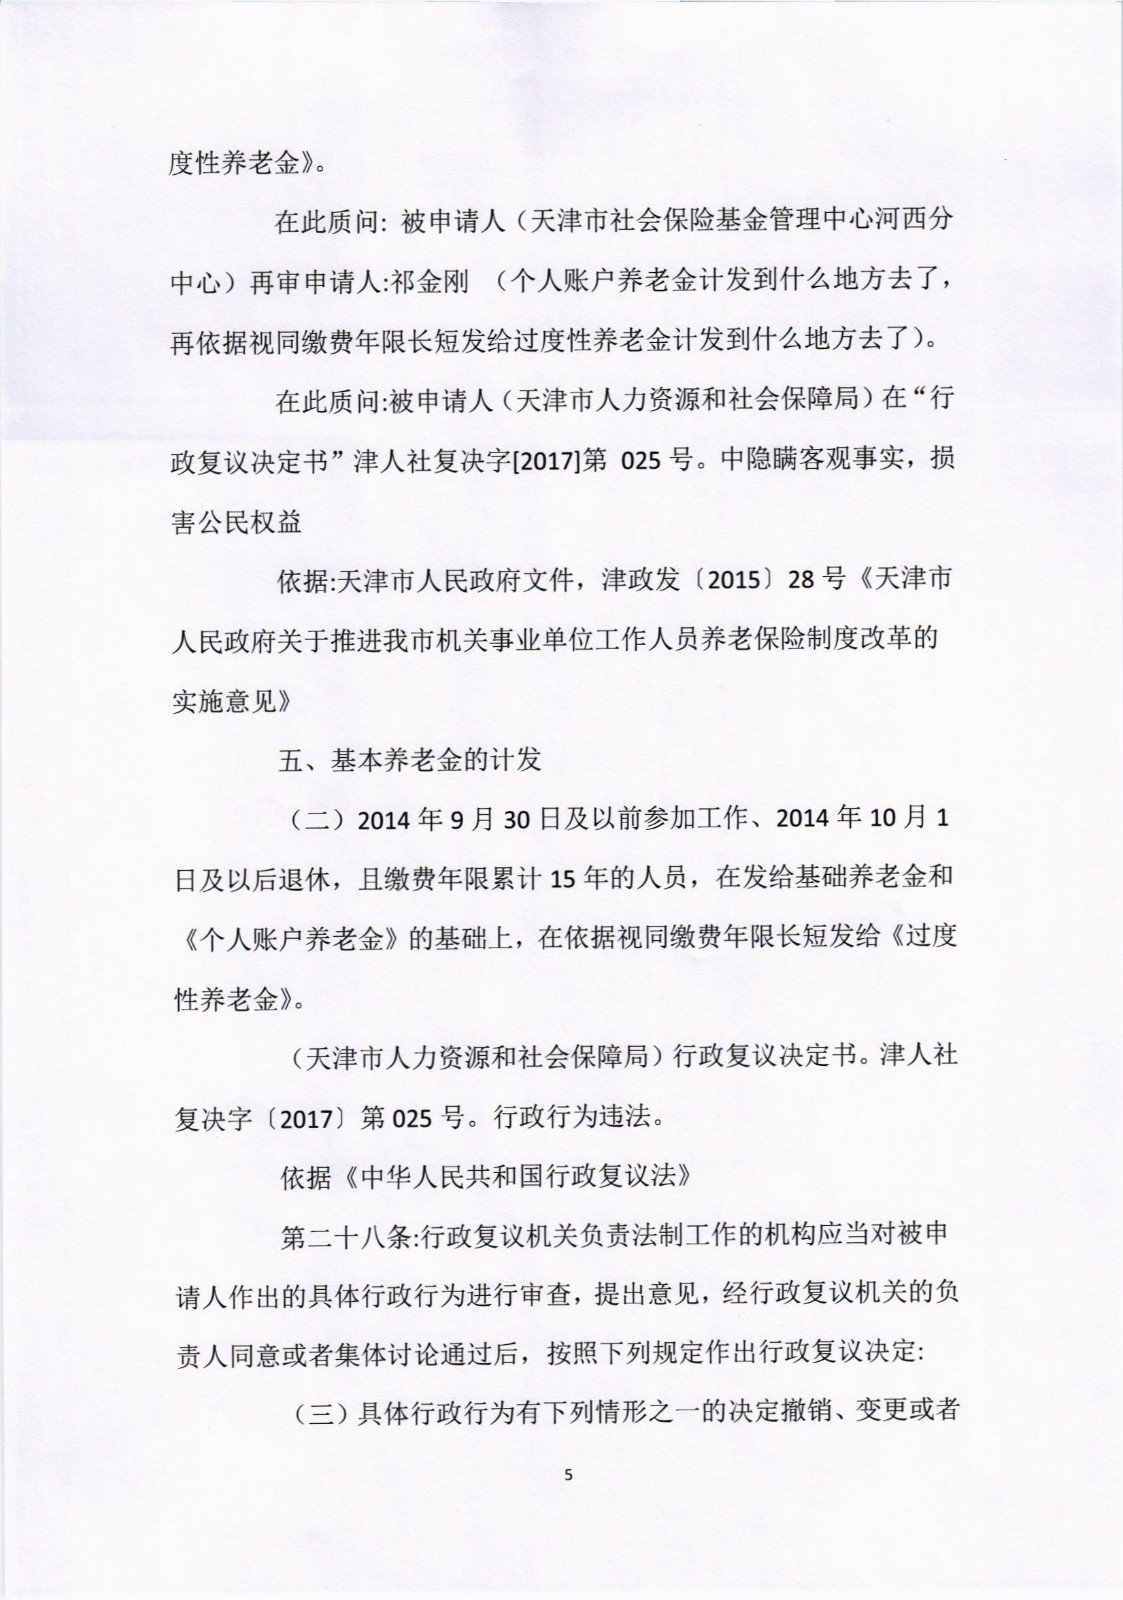 度性养老金》。
在此质问: 被申请人（天津市社会保险基金管理中心河西分
中心）再审申请人:祁金刚 （个人账户养老金计发到什么地方去了，
再依据视同缴费年限长短发给过度性养老金计发到什么地方去了）。
在此质问:被申请人（天津市人力资源和社会保障局）在“行
政复议决定书”津人社复决字[2017]第 025 号。中隐瞒客观事实，损
害公民权益
依据:天津市人民政府文件，津政发〔2015〕28 号《天津市
人民政府关于推进我市机关事业单位工作人员养老保险制度改革的
实施意见》
五、基本养老金的计发
（二）2014 年 9 月 30 日及以前参加工作、2014 年 10 月 1
日及以后退休，且缴费年限累计 15 年的人员，在发给基础养老金和
《个人账户养老金》的基础上，在依据视同缴费年限长短发给《过度
性养老金》。
（天津市人力资源和社会保障局）行政复议决定书。津人社
复决字〔2017〕第 025 号。行政行为违法。
依据《中华人民共和国行政复议法》
第二十八条:行政复议机关负责法制工作的机构应当对被申
请人作出的具体行政行为进行审查，提出意见，经行政复议机关的负
责人同意或者集体讨论通过后，按照下列规定作出行政复议决定:
（三）具体行政行为有下列情形之一的决定撤销、变更或者
5